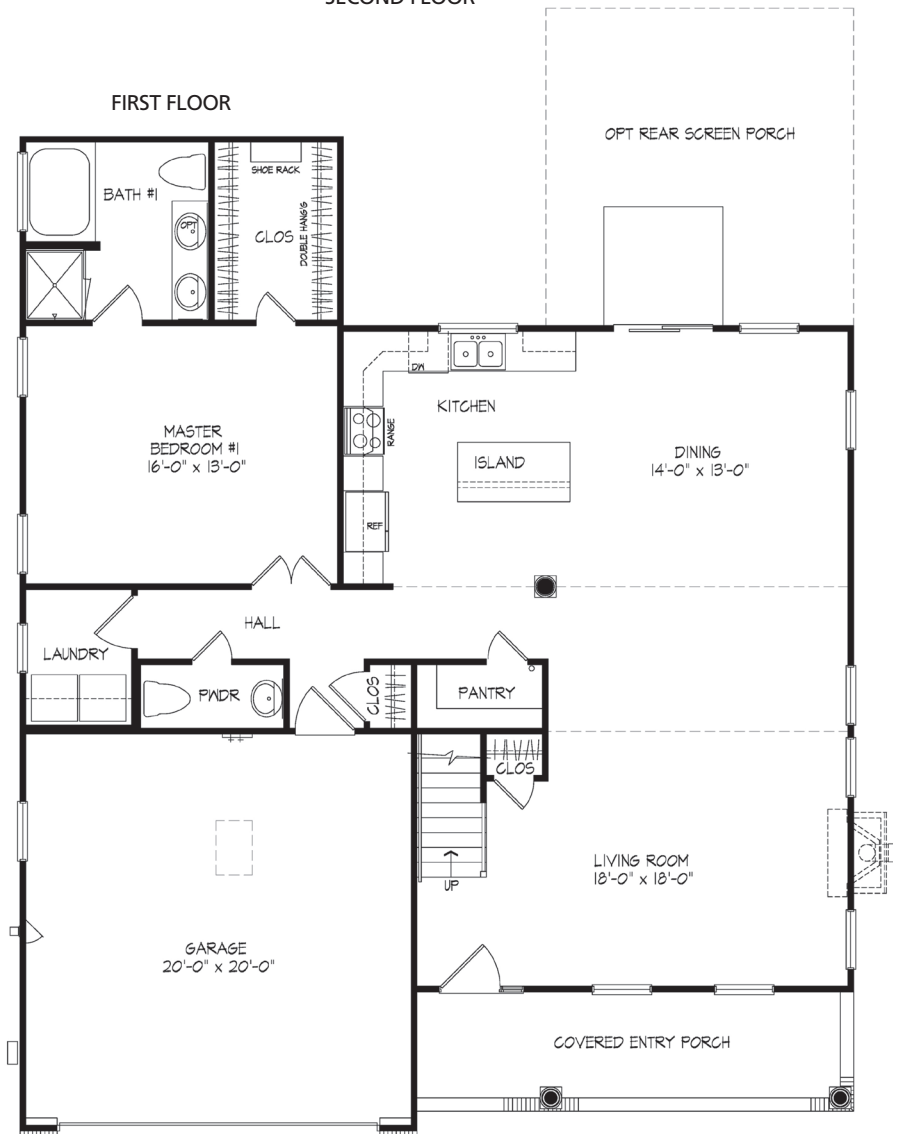 SECOND FLOOR
FIRST FLOOR
OPT REAR SCREEN PORCH
BATH #1
OPT
SHOE RACK
CLOS
DOUBLE HANG'G
DW
KITCHEN
RANGE
ISLAND
REF
MASTER
BEDROOM #1
16'-0" x 13'-0"
DINING
14'-0" x 13'-0"
HALL
LAUNDRY
PWDR
CLOS
PANTRY
CLOS
UP
LIVING ROOM
18'-0" x 18'-0"
GARAGE
20'-0" x 20'-0"
COVERED ENTRY PORCH